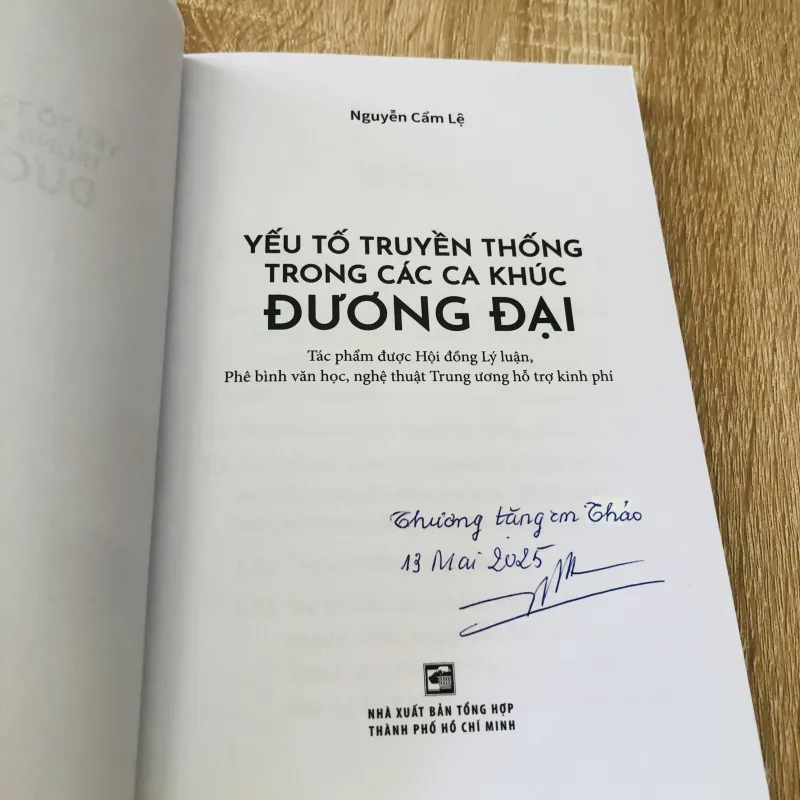 Nguyễn Cẩm Lệ
YẾU TỐ TRUYỀN THỐNG
TRONG CÁC CA KHÚC
ĐƯƠNG ĐẠI
Tác phẩm được Hội đồng Lý luận,
Phê bình văn học, nghệ thuật Trung ương hỗ trợ kinh phí
Thương tặng em Thảo
13 Mai 2025
NHÀ XUẤT BẢN TỔNG HỢP
THÀNH PHỐ HỒ CHÍ MINH